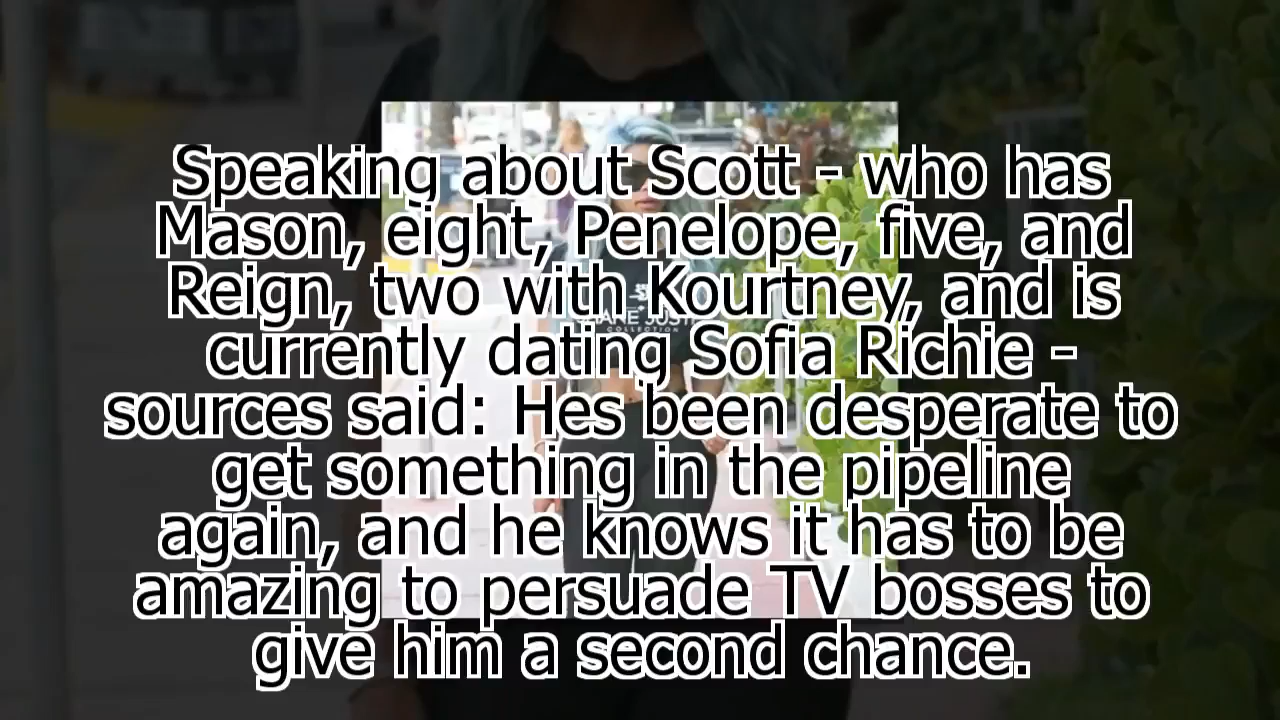 Speaking about Scott - who has
Mason, eight, Penelope, five, and
Reign, two with Kourtney, and is
currently dating Sofia Richie -
sources said: Hes been desperate to
get something in the pipeline
again, and he knows it has to be
amazing to persuade TV bosses to
give him a second chance.
COLLECTION